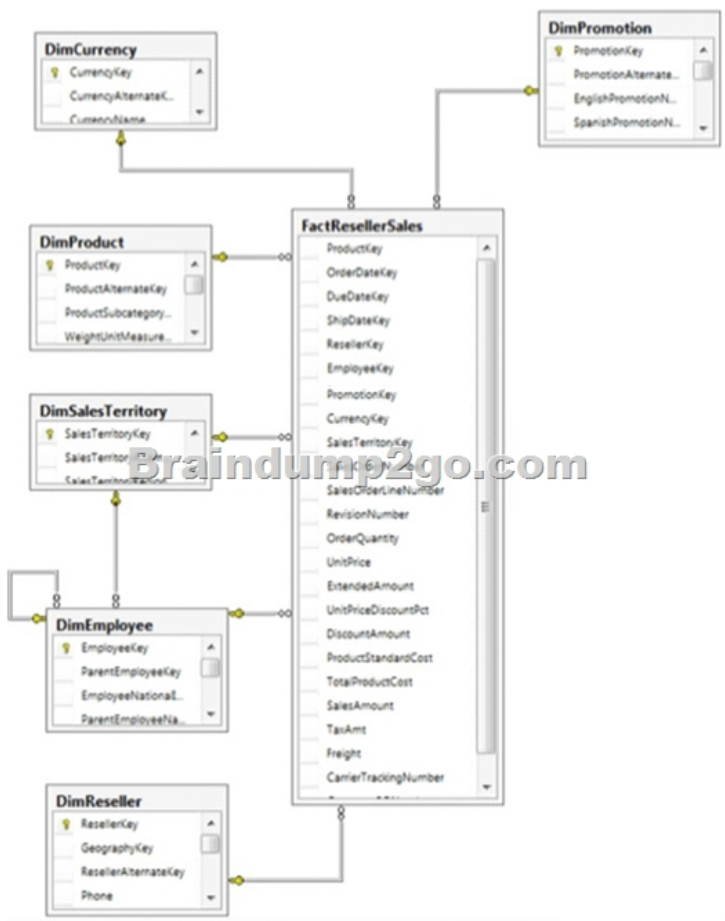 DimCurrency
CurrencyKey
CurrencyAlternateK...
CurrencyName
DimPromotion
PromotionKey
PromotionAlternate...
EnglishPromotionN...
SpanishPromotionN...
DimProduct
ProductKey
ProductAlternateKey
ProductSubcategory...
WeightUnitMeasure...
DimSalesTerritory
SalesTerritoryKey
DimEmployee
EmployeeKey
ParentEmployeeKey
EmployeeNationalI...
ParentEmployeeNa...
DimReseller
ResellerKey
GeographyKey
ResellerAlternateKey
Phone
FactResellerSales
ProductKey
OrderDateKey
DueDateKey
ShipDateKey
ResellerKey
EmployeeKey
PromotionKey
CurrencyKey
SalesTerritoryKey
SalesOrderLineNumber
RevisionNumber
OrderQuantity
UnitPrice
ExtendedAmount
UnitPriceDiscountPct
DiscountAmount
ProductStandardCost
TotalProductCost
SalesAmount
TaxAmt
Freight
CarrierTrackingNumber
Braindump2go.com